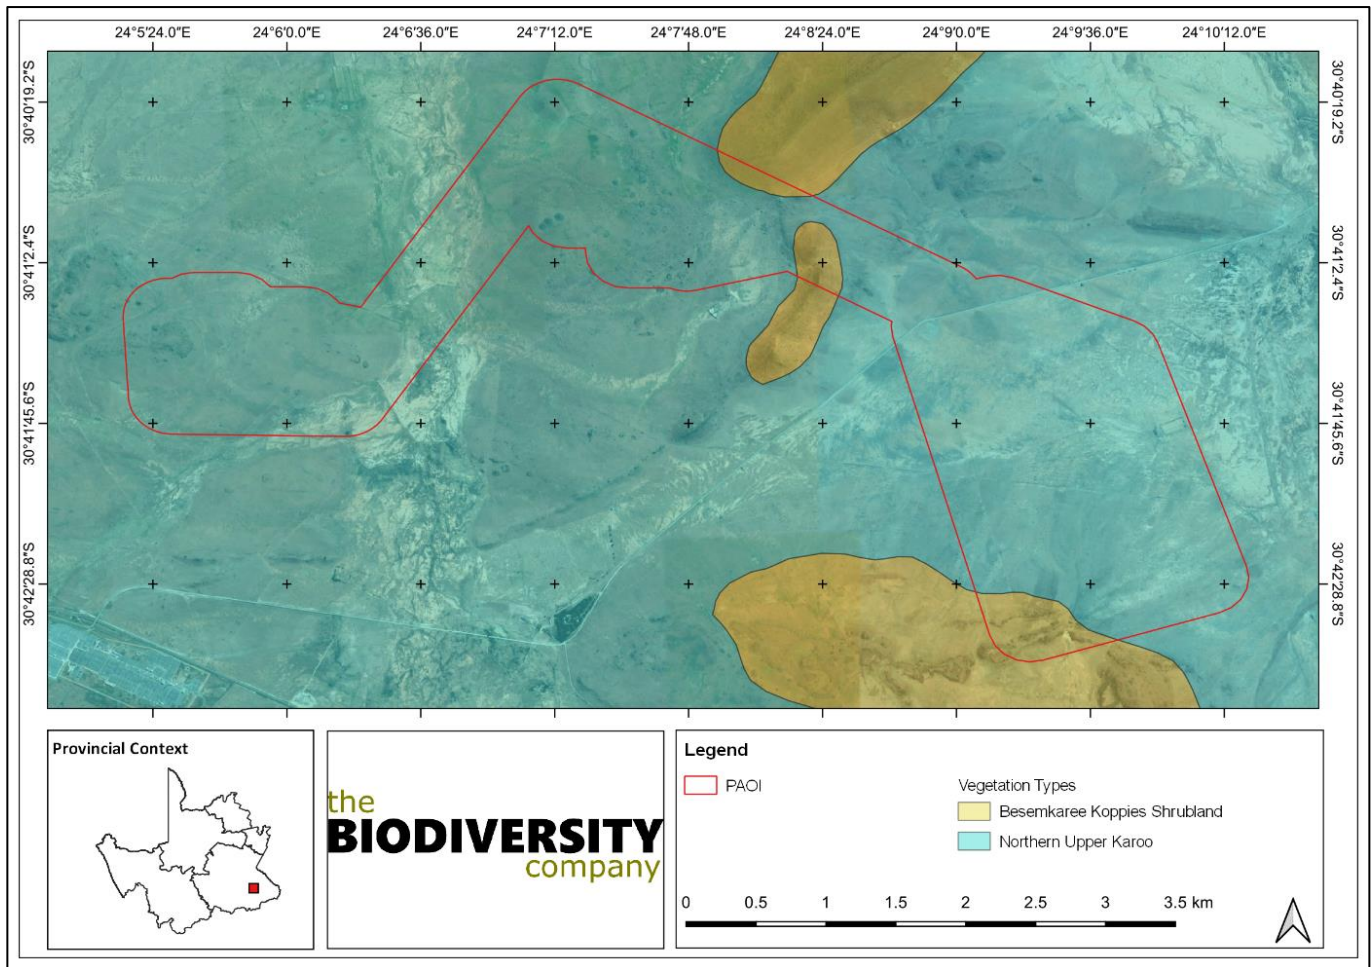 24°5'24.0"E 24°6'0.0"E 24°6'36.0"E 24°7'12.0"E 24°7'48.0"E 24°8'24.0"E 24°9'0.0"E 24°9'36.0"E 24°10'12.0"E
30°40'19.2"S 30°40'19.2"S
30°41'2.4"S 30°41'2.4"S
30°41'45.6"S 30°41'45.6"S
30°42'28.8"S 30°42'28.8"S
Provincial Context
the
BIODIVERSITY
company
Legend
PAOI
Vegetation Types
Besemkaree Koppies Shrubland
Northern Upper Karoo
0 0.5 1 1.5 2 2.5 3 3.5 km